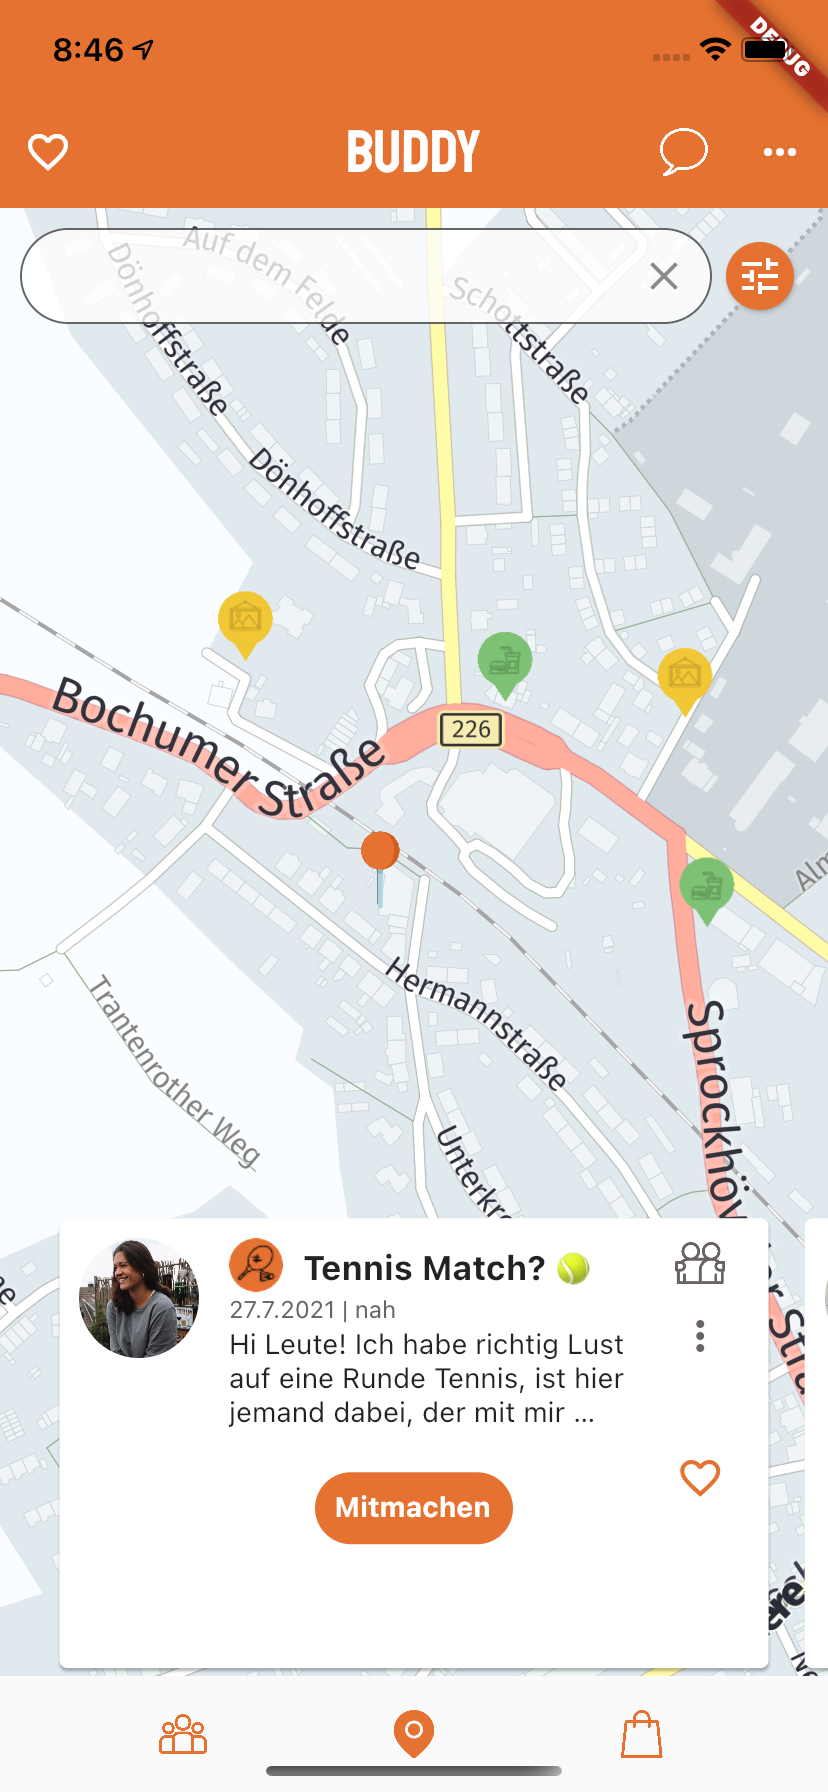 8:46
DEBUG
BUDDY
Auf dem Felde
Dönhoffstraße
Schottstraße
Dönhoffstraße
Bochumer Straße
226
Hermannstraße
Trantenrother Weg
Tennis Match? 🎾
27.7.2021 | nah
Hi Leute! Ich habe richtig Lust
auf eine Runde Tennis, ist hier
jemand dabei, der mit mir ...
Mitmachen